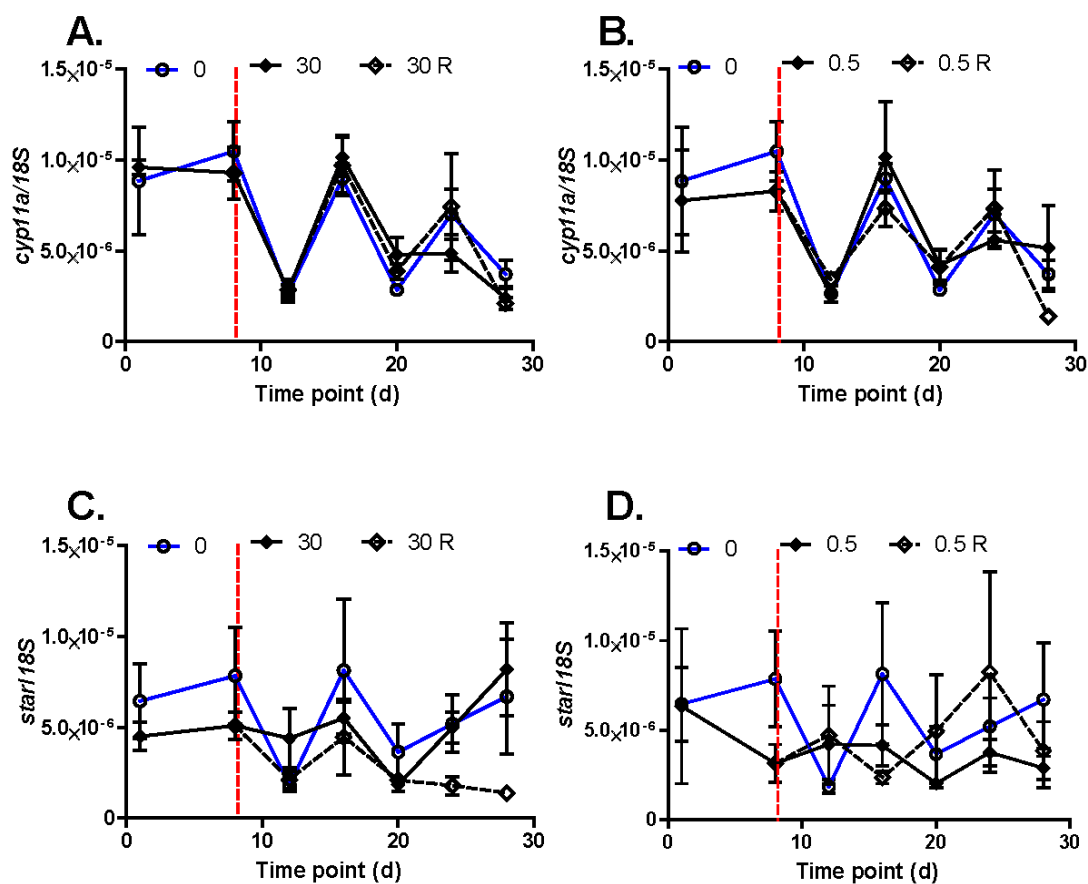 A.
0 30 30 R
1.5×10-5
1.0×10-5
5.0×10-6
0
cyp11a/18S
0 10 20 30
Time point (d)
B.
0 0.5 0.5 R
1.5×10-5
1.0×10-5
5.0×10-6
0
cyp11a/18S
0 10 20 30
Time point (d)
C.
0 30 30 R
1.5×10-5
1.0×10-5
5.0×10-6
0
star/18S
0 10 20 30
Time point (d)
D.
0 0.5 0.5 R
1.5×10-5
1.0×10-5
5.0×10-6
0
star/18S
0 10 20 30
Time point (d)